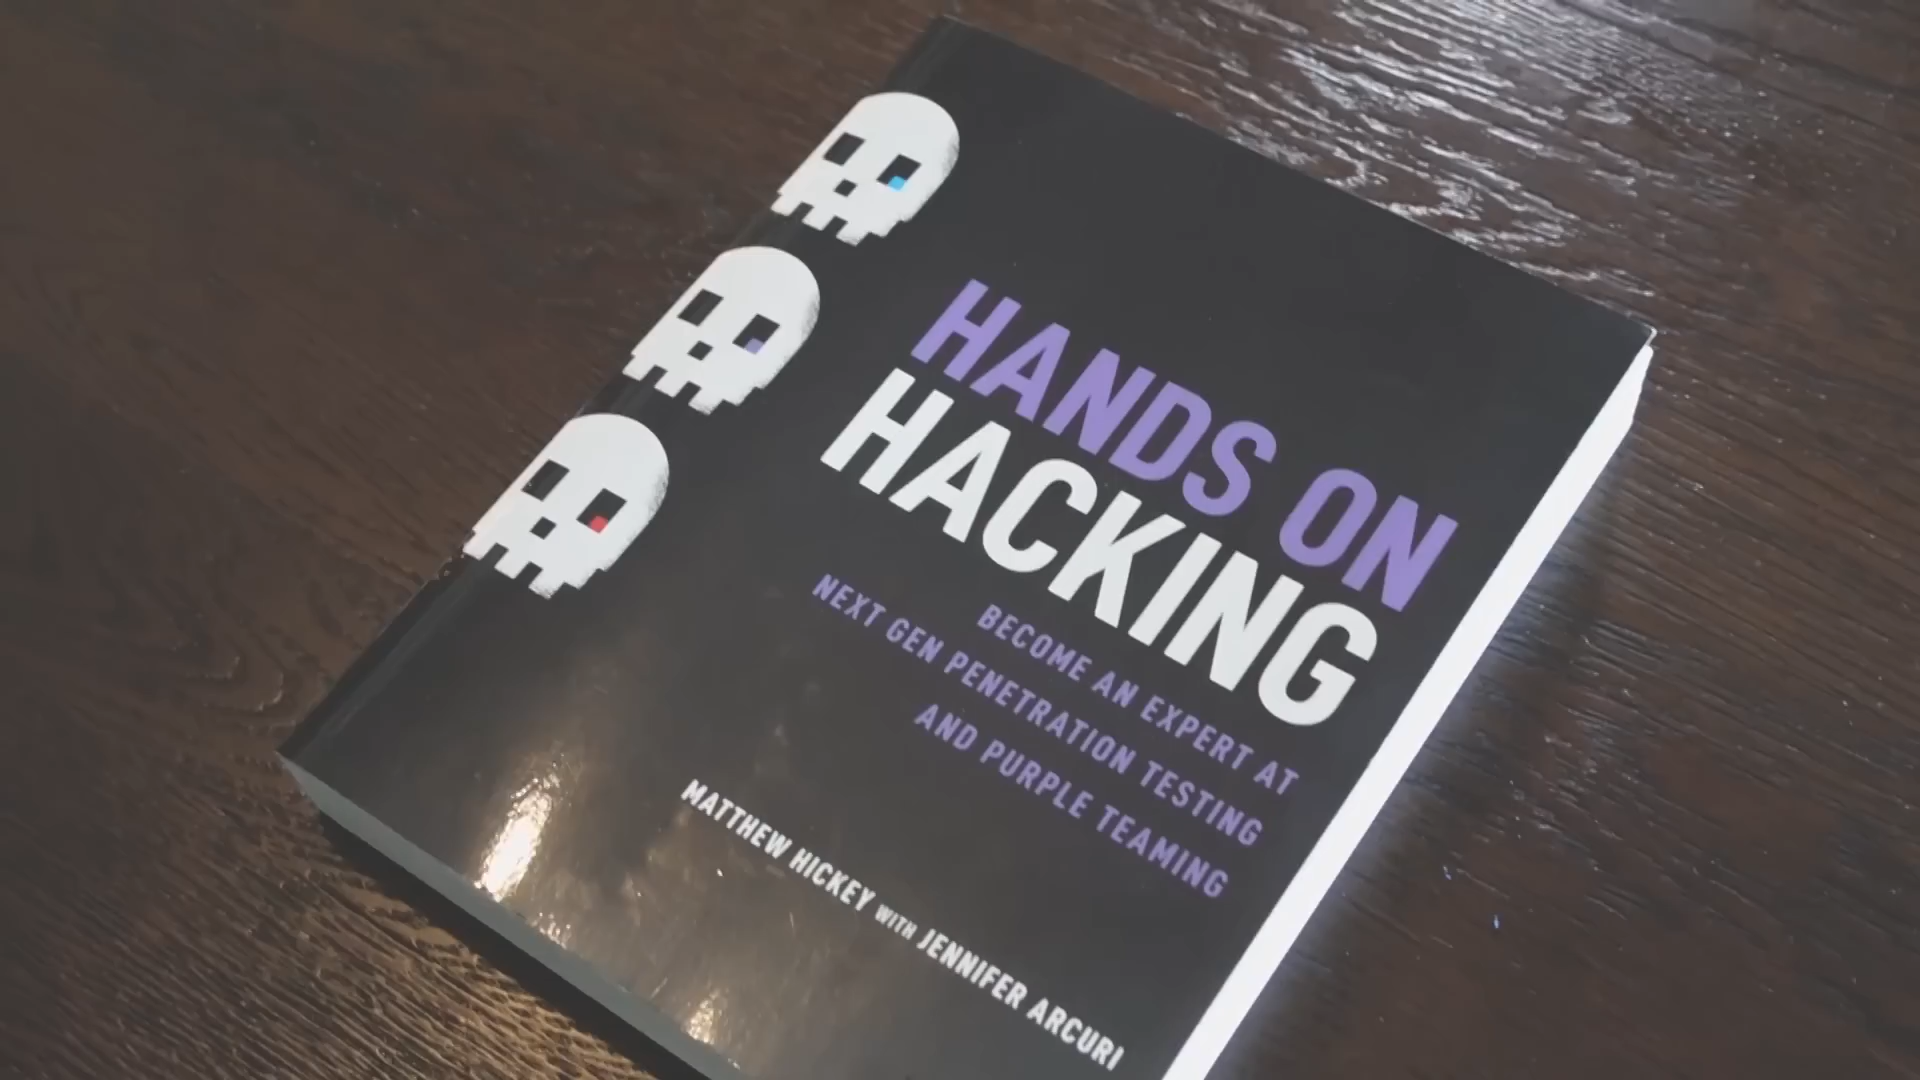 HANDS ON
HACKING
BECOME AN EXPERT AT
NEXT GEN PENETRATION TESTING
AND PURPLE TEAMING
MATTHEW HICKEY WITH JENNIFER ARCURI